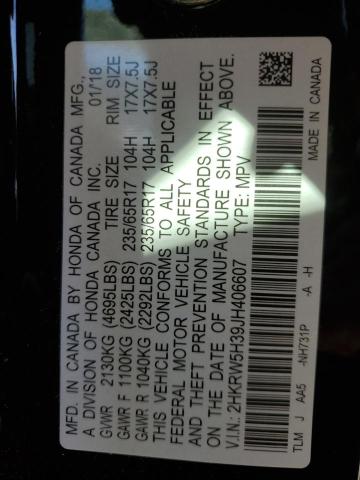 MFD. IN CANADA BY HONDA OF CANADA MFG.,
A DIVISION OF HONDA CANADA INC. 01/18
GVWR 2130KG (4695LBS) TIRE SIZE RIM SIZE
GAWR F 1100KG (2425LBS) 235/65R17 104H 17X7.5J
GAWR R 1040KG (2292LBS) 235/65R17 104H 17X7.5J
THIS VEHICLE CONFORMS TO ALL APPLICABLE
FEDERAL MOTOR VEHICLE SAFETY
AND THEFT PREVENTION STANDARDS IN EFFECT
ON THE DATE OF MANUFACTURE SHOWN ABOVE.
V.I.N.: 2HKRW5H39JH406607 TYPE: MPV
TLM J AA5 -NH731P -A -H MADE IN CANADA